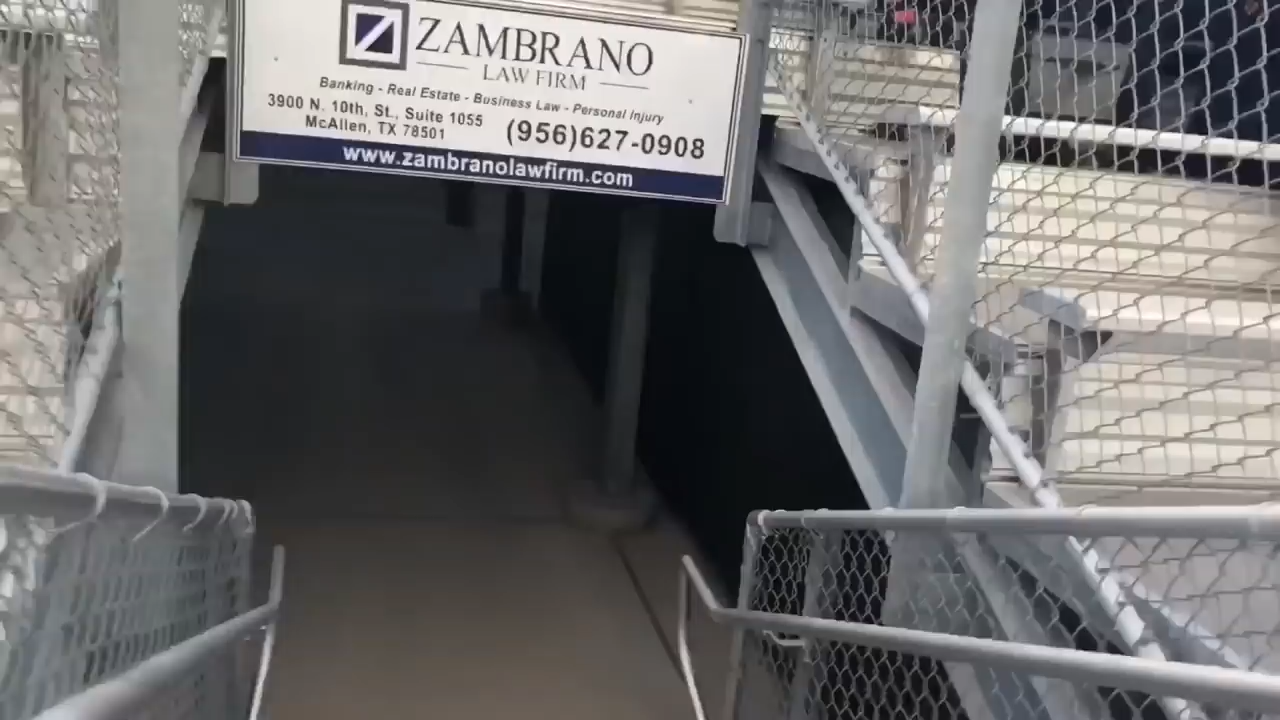 ZAMBRANO
LAW FIRM
Banking - Real Estate - Business Law - Personal Injury
3900 N. 10th, St., Suite 1055
McAllen, TX 78501
(956)627-0908
www.zambranolawfirm.com